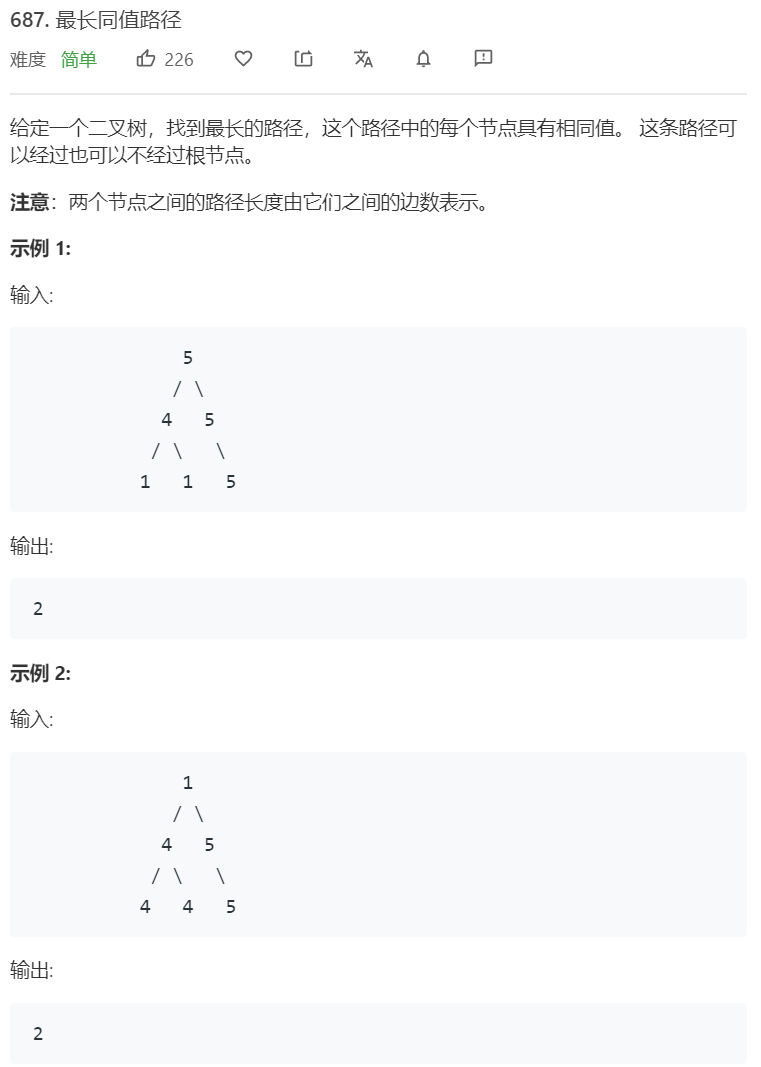 687. 最长同值路径
难度 简单 226
给定一个二叉树，找到最长的路径，这个路径中的每个节点具有相同值。 这条路径可
以经过也可以不经过根节点。
注意：两个节点之间的路径长度由它们之间的边数表示。
示例 1:
输入:
5
/ \
4 5
/ \ \
1 1 5
输出:
2
示例 2:
输入:
1
/ \
4 5
/ \ \
4 4 5
输出:
2